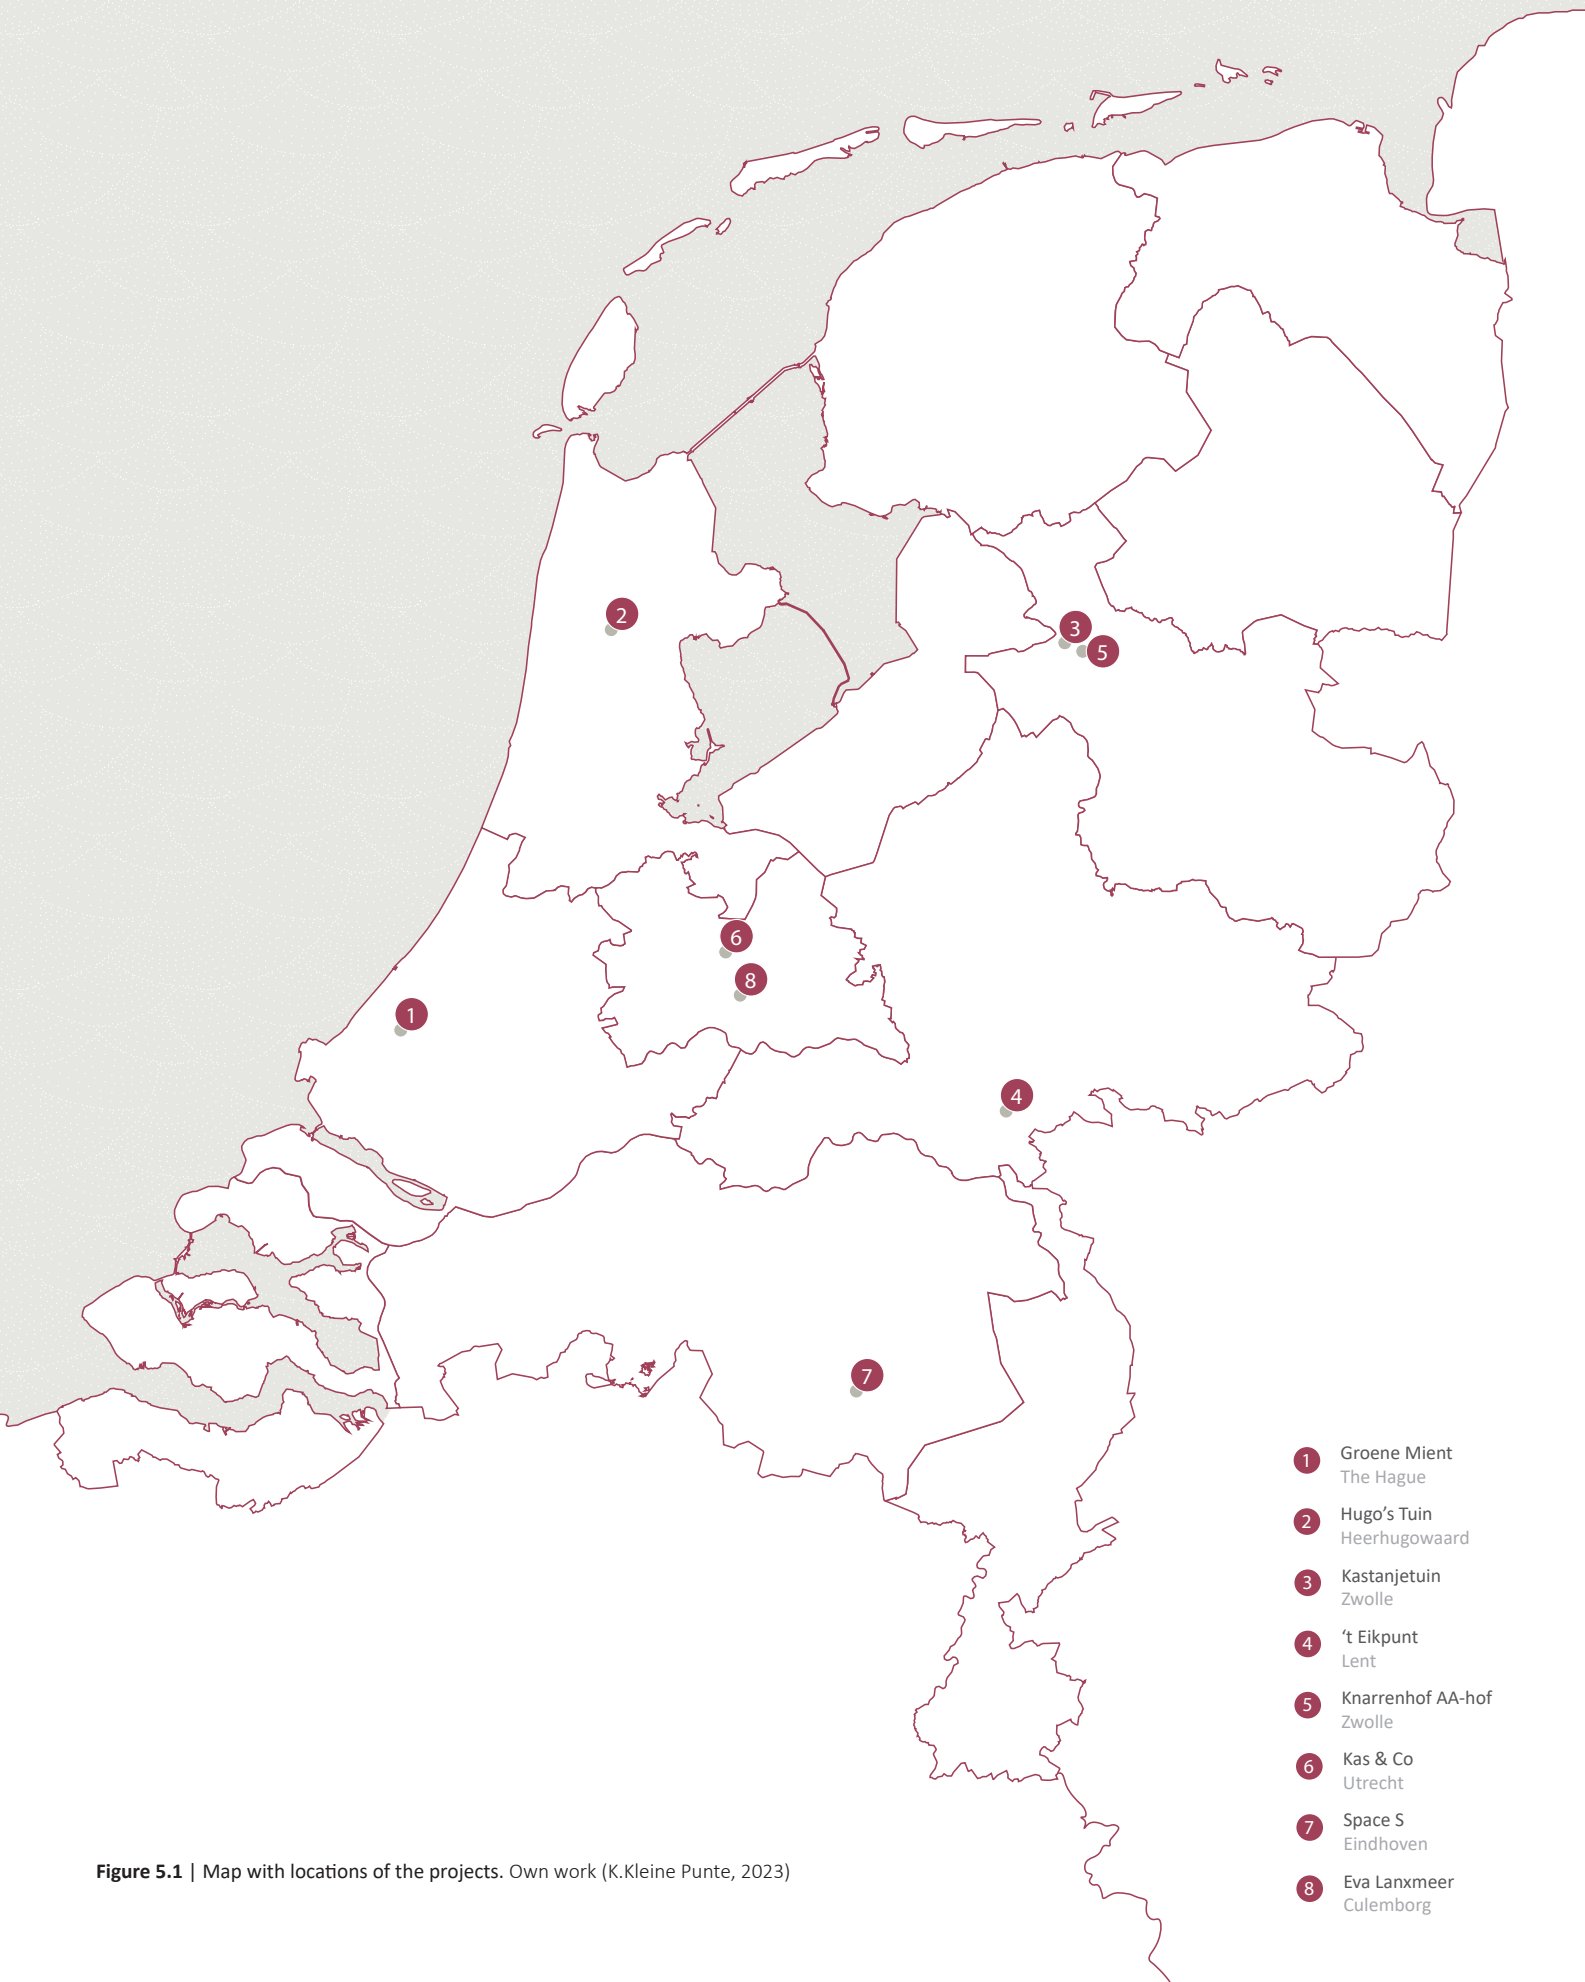 2
3
5
6
8
1
4
7
1 Groene Mient
The Hague
2 Hugo’s Tuin
Heerhugowaard
3 Kastanjetuin
Zwolle
4 ‘t Eikpunt
Lent
5 Knarrenhof AA-hof
Zwolle
6 Kas & Co
Utrecht
7 Space S
Eindhoven
8 Eva Lanxmeer
Culemborg
Figure 5.1 | Map with locations of the projects. Own work (K.Kleine Punte, 2023)